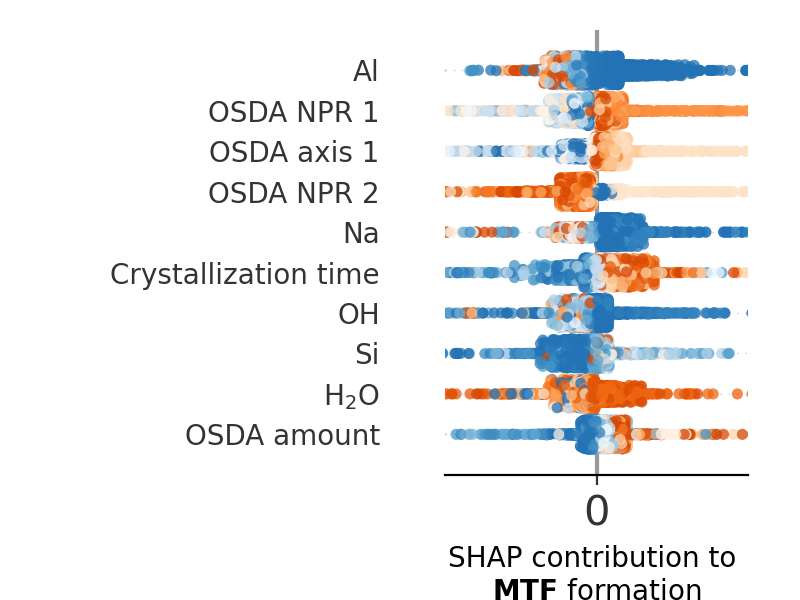 Al
OSDA NPR 1
OSDA axis 1
OSDA NPR 2
Na
Crystallization time
OH
Si
H₂O
OSDA amount
0
SHAP contribution to
MTF formation